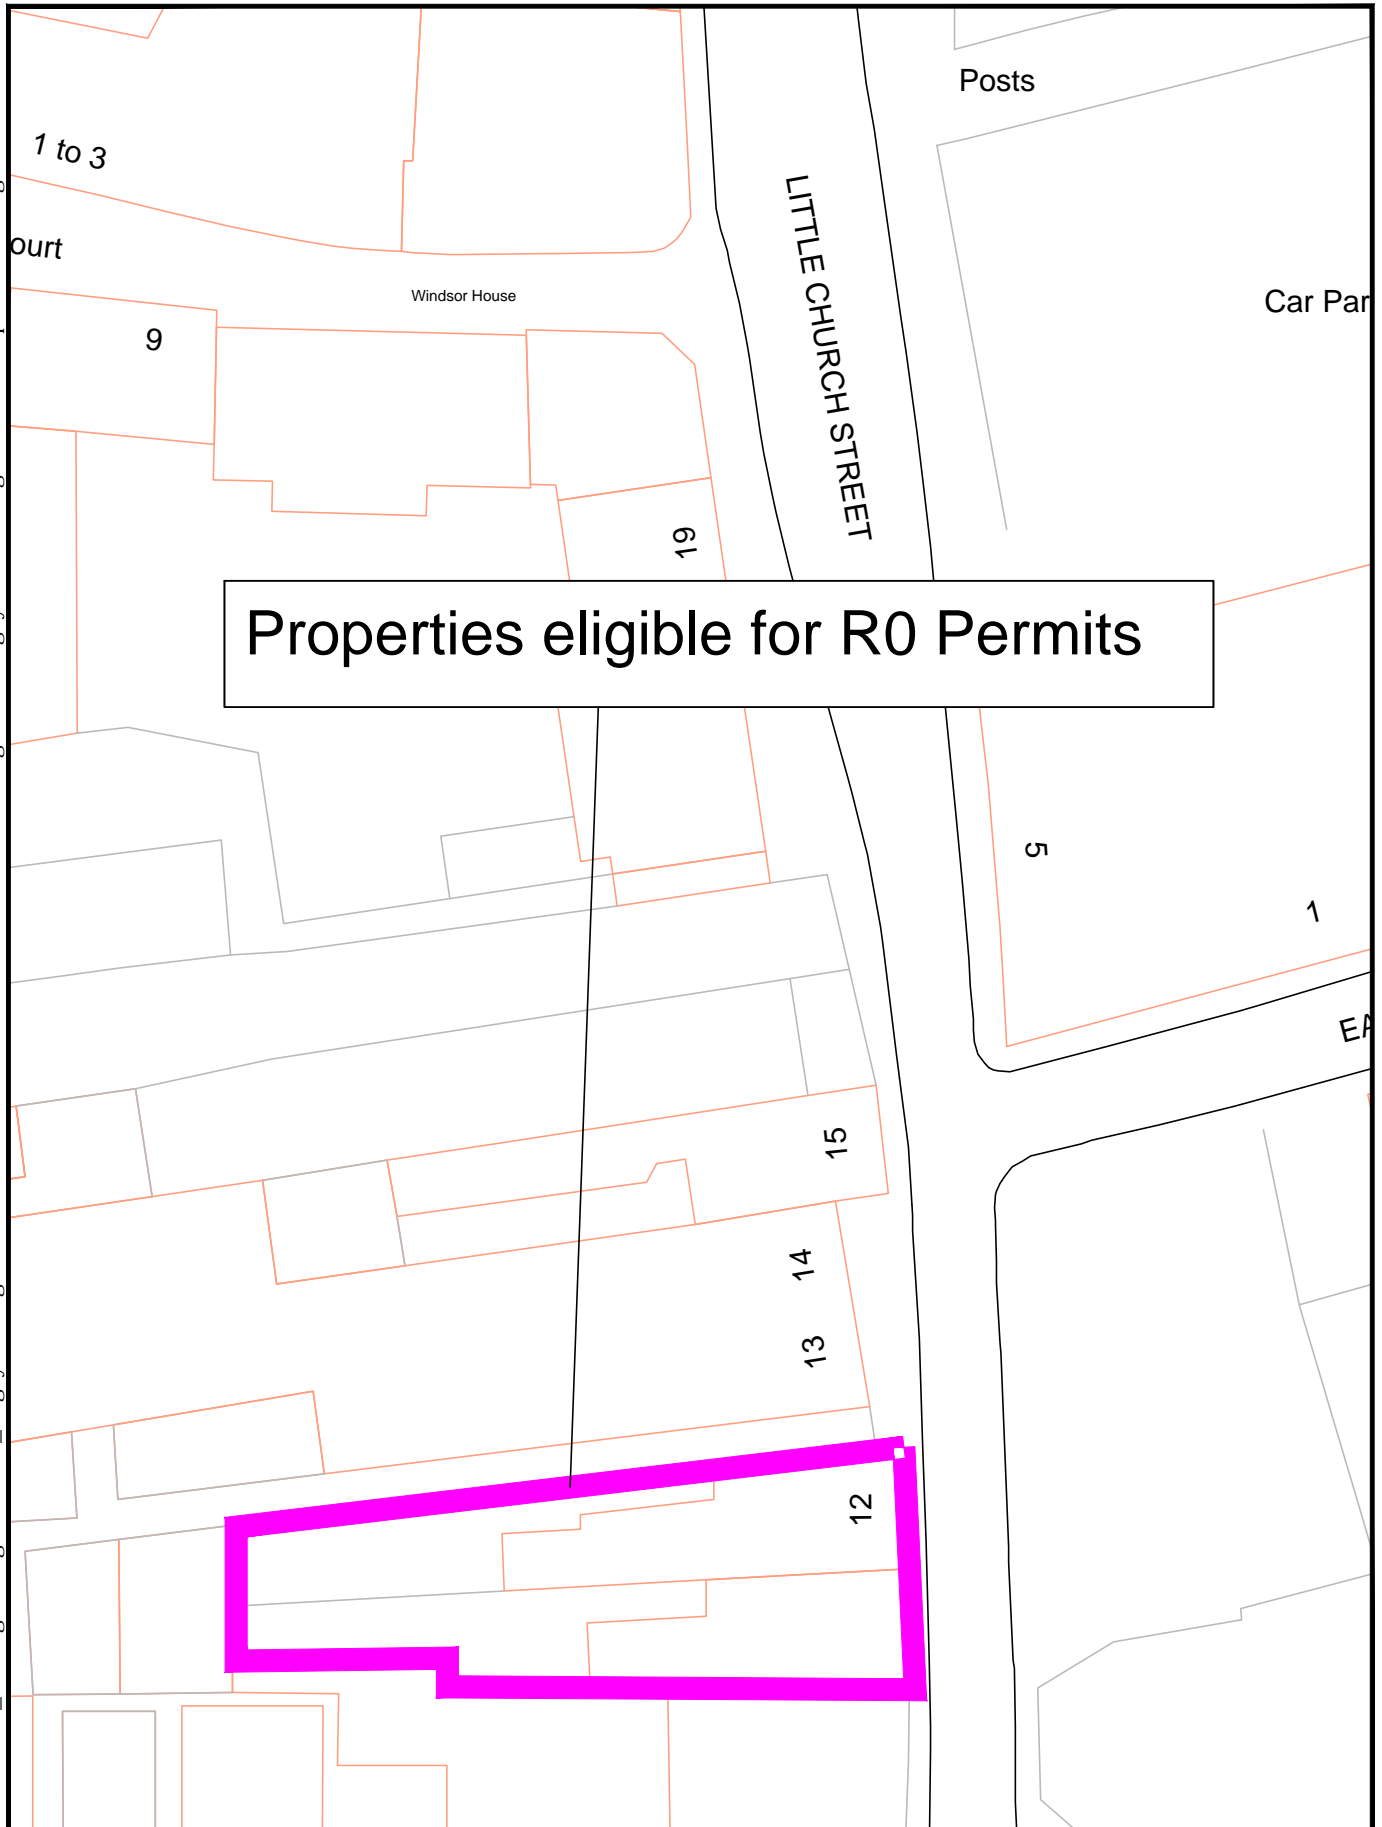 Posts
1 to 3
LITTLE CHURCH STREET
ourt
Windsor House
Car Par
9
19
Properties eligible for R0 Permits
5
1
EA
15
14
13
12